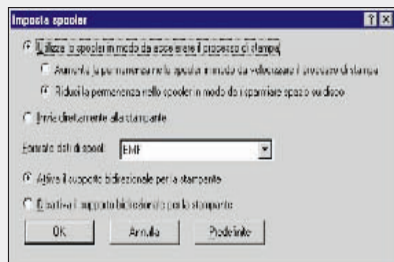 Imposta spooler
Utilizza lo spooler in modo da accelerare il processo di stampa
Aumenta la permanenza nello spooler in modo da velocizzare il processo di stampa
Riduci la permanenza nello spooler in modo da risparmiare spazio su disco
Invia direttamente alla stampante
Formato dati di spool: EMF
Attiva il supporto bidirezionale per la stampante
Disattiva il supporto bidirezionale per la stampante
OK Annulla Predefinite